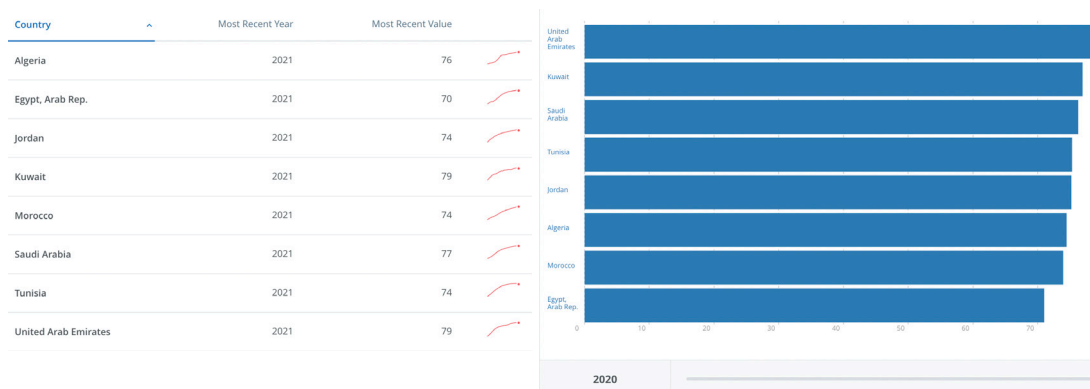 Country Most Recent Year Most Recent Value
Algeria 2021 76
Egypt, Arab Rep. 2021 70
Jordan 2021 74
Kuwait 2021 79
Morocco 2021 74
Saudi Arabia 2021 77
Tunisia 2021 74
United Arab Emirates 2021 79
United
Arab
Emirates
Kuwait
Saudi
Arabia
Tunisia
Jordan
Algeria
Morocco
Egypt,
Arab Rep.
0 10 20 30 40 50 60 70
2020